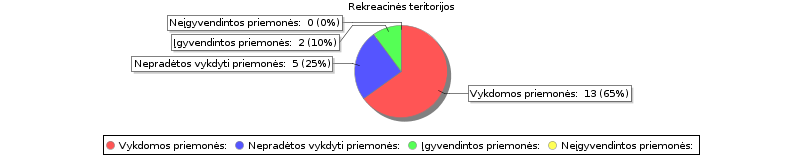 Rekreacinės teritorijos
Neįgyvendintos priemonės: 0 (0%)
Įgyvendintos priemonės: 2 (10%)
Nepradėtos vykdyti priemonės: 5 (25%)
Vykdomos priemonės: 13 (65%)
Vykdomos priemonės: Nepradėtos vykdyti priemonės: Įgyvendintos priemonės: Neįgyvendintos priemonės: